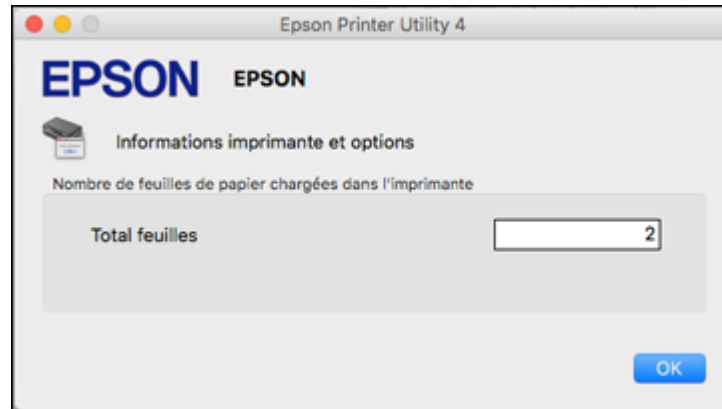 Epson Printer Utility 4
EPSON EPSON
Informations imprimante et options
Nombre de feuilles de papier chargées dans l'imprimante
Total feuilles 2
OK